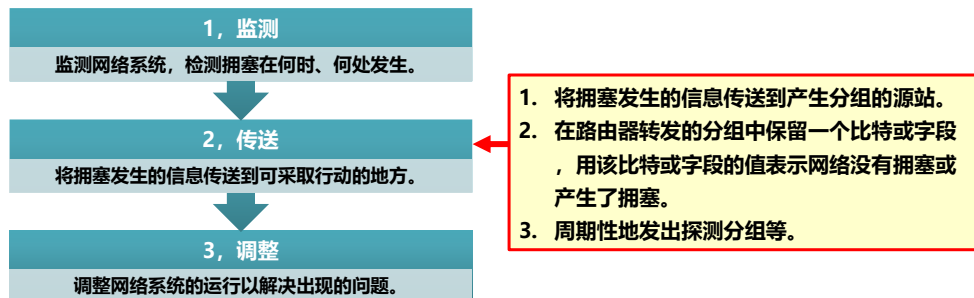 1，监测
监测网络系统，检测拥塞在何时、何处发生。
2，传送
将拥塞发生的信息传送到可采取行动的地方。
3，调整
调整网络系统的运行以解决出现的问题。
1. 将拥塞发生的信息传送到产生分组的源站。
2. 在路由器转发的分组中保留一个比特或字段
，用该比特或字段的值表示网络没有拥塞或
产生了拥塞。
3. 周期性地发出探测分组等。